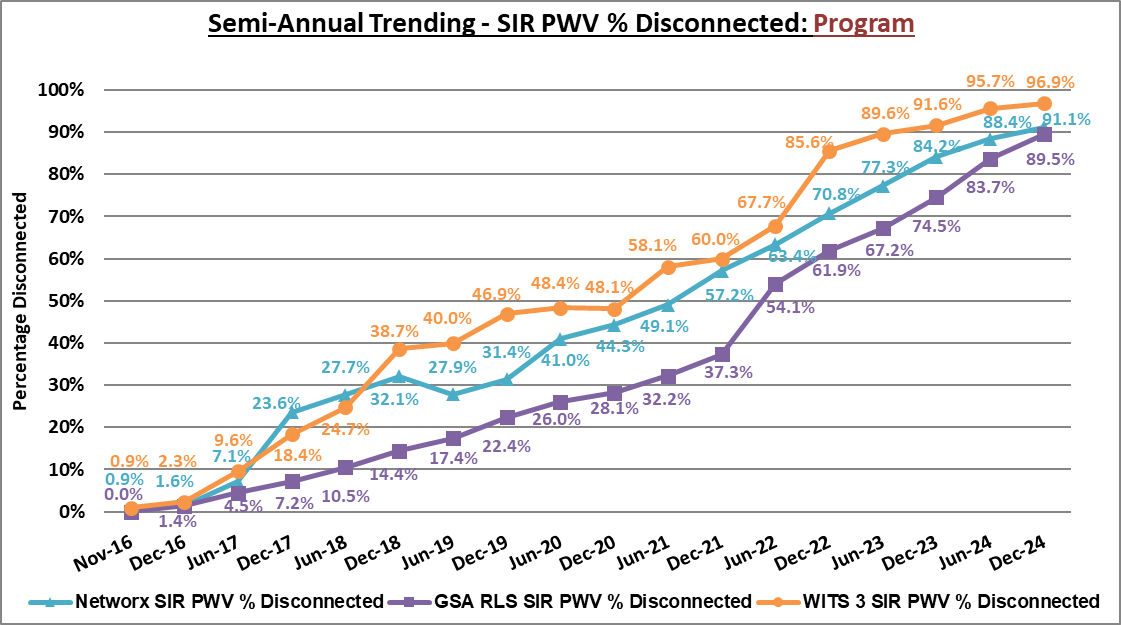 Semi-Annual Trending - SIR PWV % Disconnected: Program
Percentage Disconnected
100%
90%
80%
70%
60%
50%
40%
30%
20%
10%
0%
0.9%
2.3%
9.6%
18.4%
24.7%
38.7%
40.0%
46.9%
48.4%
48.1%
58.1%
60.0%
67.7%
85.6%
89.6%
91.6%
95.7%
96.9%
0.9%
1.6%
7.1%
23.6%
27.7%
32.1%
27.9%
31.4%
41.0%
44.3%
49.1%
57.2%
63.4%
70.8%
77.3%
84.2%
88.4%
91.1%
0.0%
1.4%
4.5%
7.2%
10.5%
14.4%
17.4%
22.4%
26.0%
28.1%
32.2%
37.3%
54.1%
61.9%
67.2%
74.5%
83.7%
89.5%
Nov-16
Dec-16
Jun-17
Dec-17
Jun-18
Dec-18
Jun-19
Dec-19
Jun-20
Dec-20
Jun-21
Dec-21
Jun-22
Dec-22
Jun-23
Dec-23
Jun-24
Dec-24
Networx SIR PWV % Disconnected
GSA RLS SIR PWV % Disconnected
WITS 3 SIR PWV % Disconnected